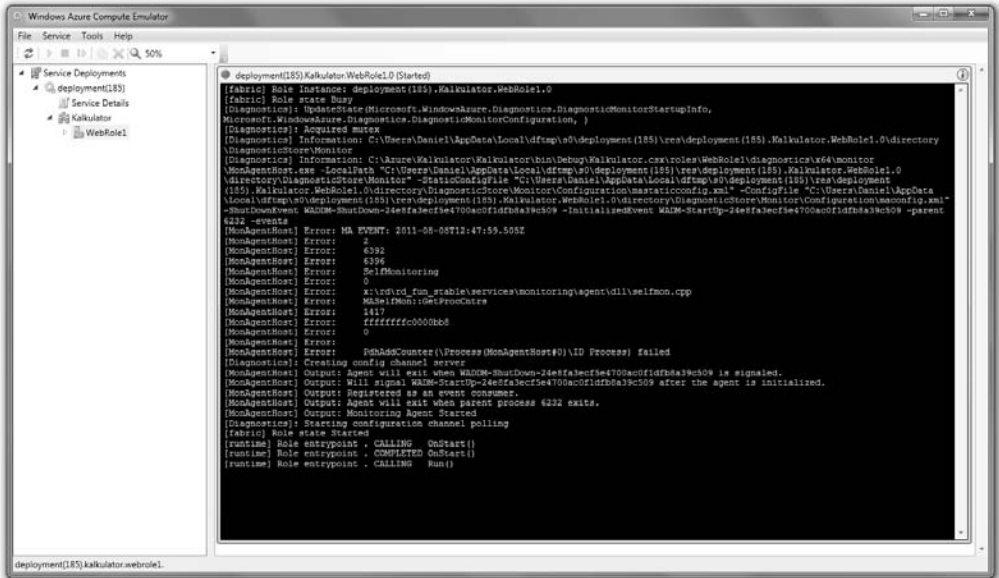 Windows Azure Compute Emulator
File Service Tools Help
50%
Service Deployments
deployment(185)
Service Details
Kalkulator
WebRole1
deployment(185).Kalkulator.WebRole1.0 (Started)
[fabric] Role Instance: deployment(185).Kalkulator.WebRole1.0
[fabric] Role state Busy
[Diagnostics]: UpdateState(Microsoft.WindowsAzure.Diagnostics.DiagnosticMonitorStartupInfo,
Microsoft.WindowsAzure.Diagnostics.DiagnosticMonitorConfiguration, )
[Diagnostics]: Acquired mutex
[Diagnostics] Information: C:\Users\Daniel\AppData\Local\dftmp\s0\deployment(185)\res\deployment(185).Kalkulator.WebRole1.0\directory
\DiagnosticStore\Monitor
[Diagnostics] Information: C:\Azure\Kalkulator\Kalkulator\bin\Debug\Kalkulator.csx\roles\WebRole1\diagnostics\x64\monitor
\MonAgentHost.exe -LocalPath "C:\Users\Daniel\AppData\Local\dftmp\s0\deployment(185)\res\deployment(185).Kalkulator.WebRole1.0
\directory\DiagnosticStore\Monitor" -StaticConfigFile "C:\Users\Daniel\AppData\Local\dftmp\s0\deployment(185)\res\deployment
(185).Kalkulator.WebRole1.0\directory\DiagnosticStore\Monitor\Configuration\mastaticconfig.xml" -ConfigFile "C:\Users\Daniel\AppData
\Local\dftmp\s0\deployment(185)\res\deployment(185).Kalkulator.WebRole1.0\directory\DiagnosticStore\Monitor\Configuration\maconfig.xml"
-ShutDownEvent WADDM-ShutDown-24e8fa3ecf5e4700ac0f1dfb8a39c509 -InitializedEvent WADM-StartUp-24e8fa3ecf5e4700ac0f1dfb8a39c509 -parent
6232 -events
[MonAgentHost] Error: MA EVENT: 2011-08-08T12:47:59.505Z
[MonAgentHost] Error: 2
[MonAgentHost] Error: 6392
[MonAgentHost] Error: 6396
[MonAgentHost] Error: SelfMonitoring
[MonAgentHost] Error: 0
[MonAgentHost] Error: x:\rd\rd_fun_stable\services\monitoring\agent\dll\selfmon.cpp
[MonAgentHost] Error: MASelfMon::GetProcCntrs
[MonAgentHost] Error: 1417
[MonAgentHost] Error: ffffffffc0000bb8
[MonAgentHost] Error: 0
[MonAgentHost] Error:
[MonAgentHost] Error: PdhAddCounter(\Process(MonAgentHost#0)\ID Process) failed
[Diagnostics]: Creating config channel server
[MonAgentHost] Output: Agent will exit when WADDM-ShutDown-24e8fa3ecf5e4700ac0f1dfb8a39c509 is signaled.
[MonAgentHost] Output: Will signal WADM-StartUp-24e8fa3ecf5e4700ac0f1dfb8a39c509 after the agent is initialized.
[MonAgentHost] Output: Registered as an event consumer.
[MonAgentHost] Output: Agent will exit when parent process 6232 exits.
[MonAgentHost] Output: Monitoring Agent Started
[Diagnostics]: Starting configuration channel polling
[fabric] Role state Started
[runtime] Role entrypoint . CALLING OnStart()
[runtime] Role entrypoint . COMPLETED OnStart()
[runtime] Role entrypoint . CALLING Run()
deployment(185).kalkulator.webrole1.